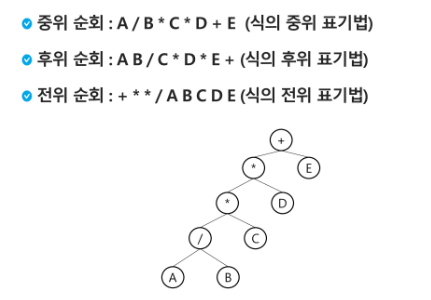 중위 순회 : A / B * C * D + E (식의 중위 표기법)
후위 순회 : A B / C * D * E + (식의 후위 표기법)
전위 순회 : + * * / A B C D E (식의 전위 표기법)
+
* E
* D
/ C
A B